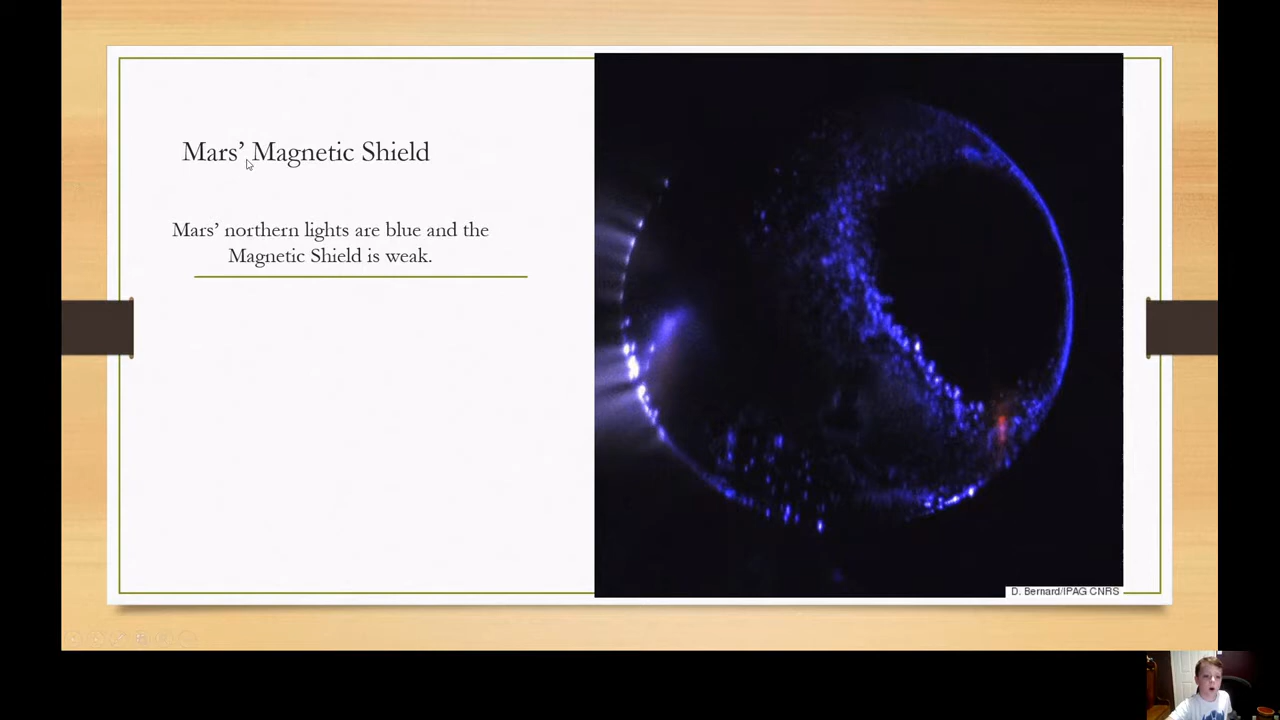 Mars’ Magnetic Shield
Mars’ northern lights are blue and the
Magnetic Shield is weak.
D. Bernard/IPAG CNRS